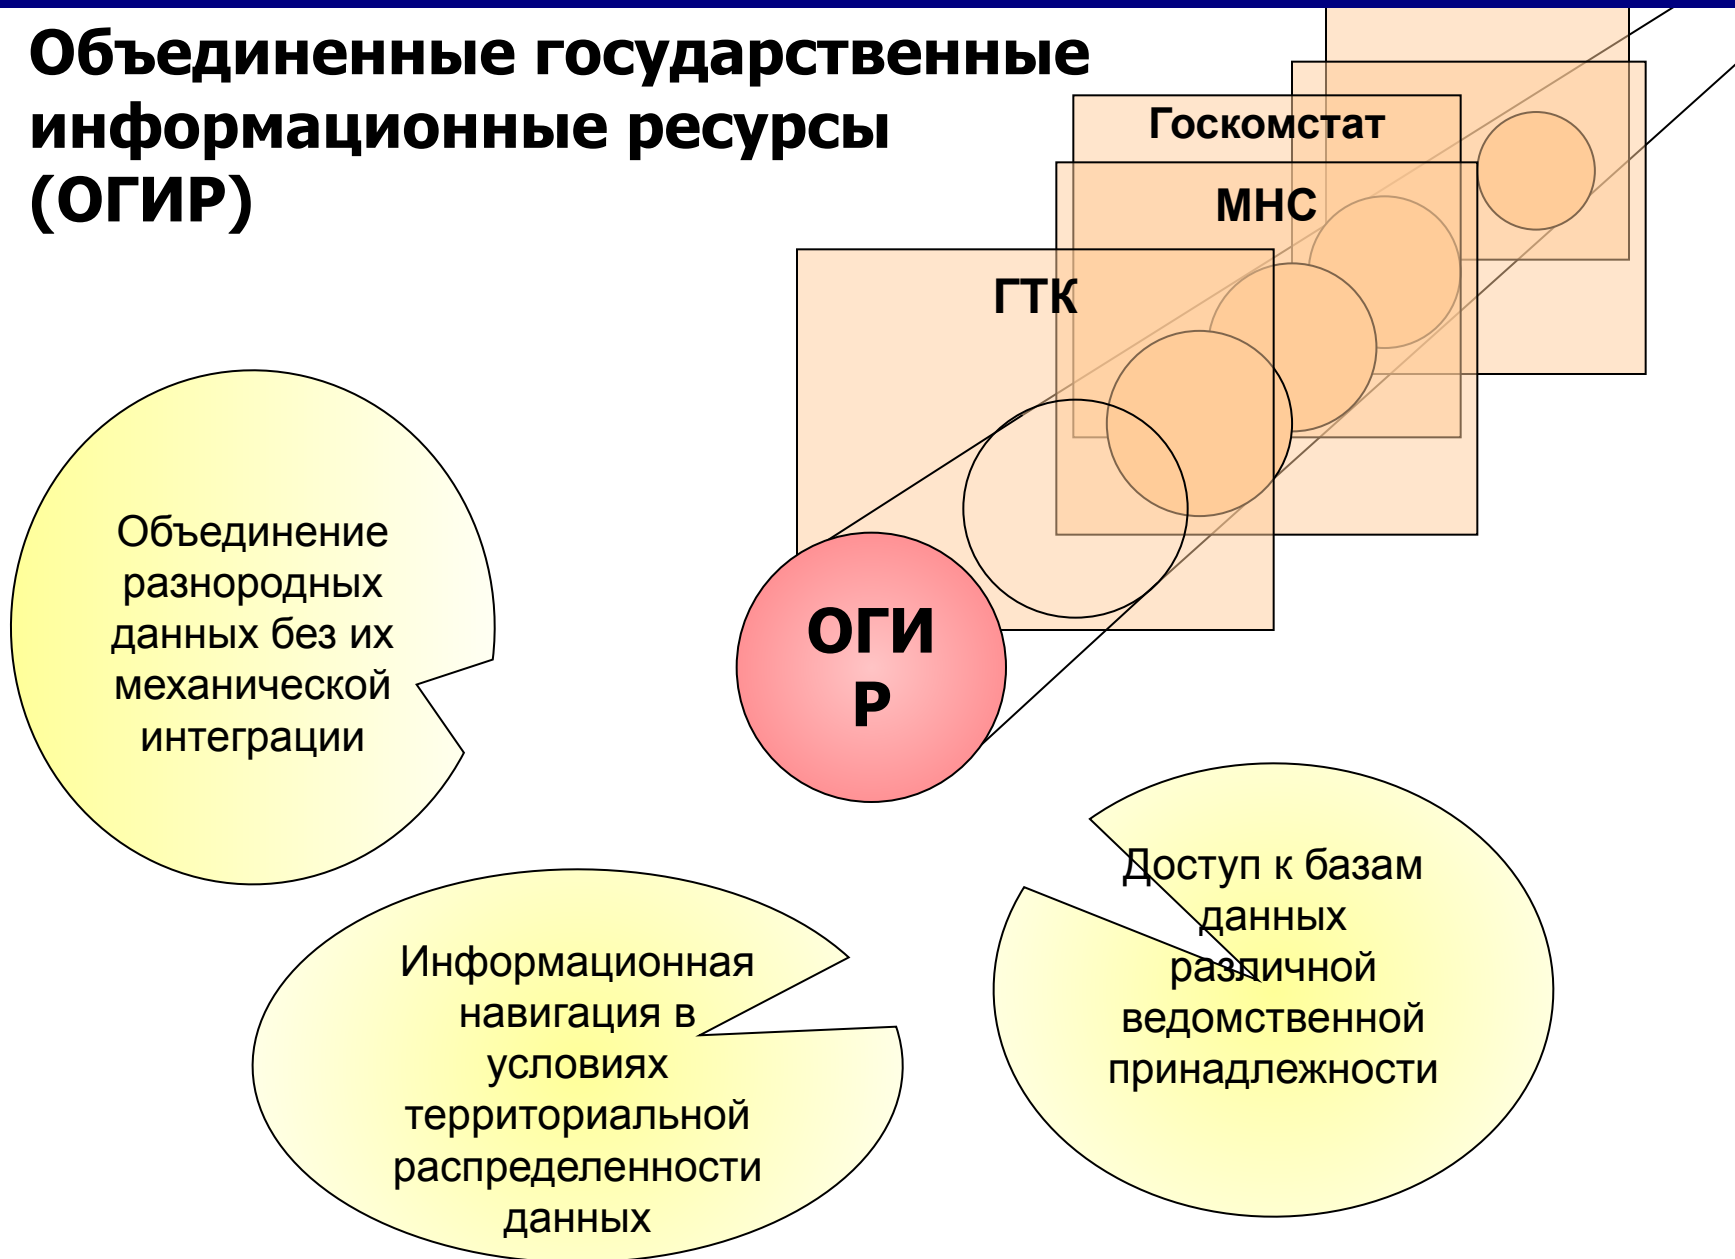 Объединенные государственные
информационные ресурсы
(ОГИР)
Госкомстат
МНС
ГТК
ОГИ
Р
Объединение
разнородных
данных без их
механической
интеграции
Информационная
навигация в
условиях
территориальной
распределенности
данных
Доступ к базам
данных
различной
ведомственной
принадлежности